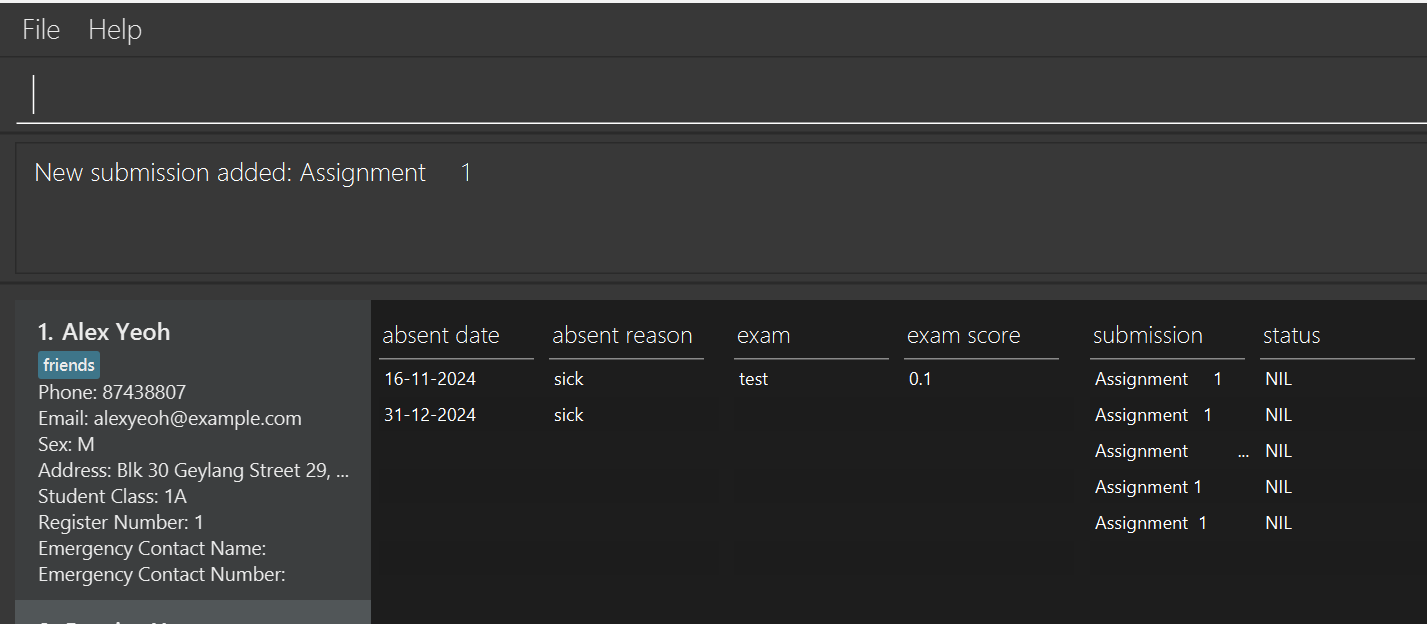 File Help
New submission added: Assignment     1
1. Alex Yeoh
friends
Phone: 87438807
Email: alexyeoh@example.com
Sex: M
Address: Blk 30 Geylang Street 29, ...
Student Class: 1A
Register Number: 1
Emergency Contact Name:
Emergency Contact Number:
absent date absent reason exam exam score submission status
16-11-2024 sick test 0.1 Assignment     1 NIL
31-12-2024 sick Assignment   1 NIL
Assignment          ... NIL
Assignment 1 NIL
Assignment  1 NIL